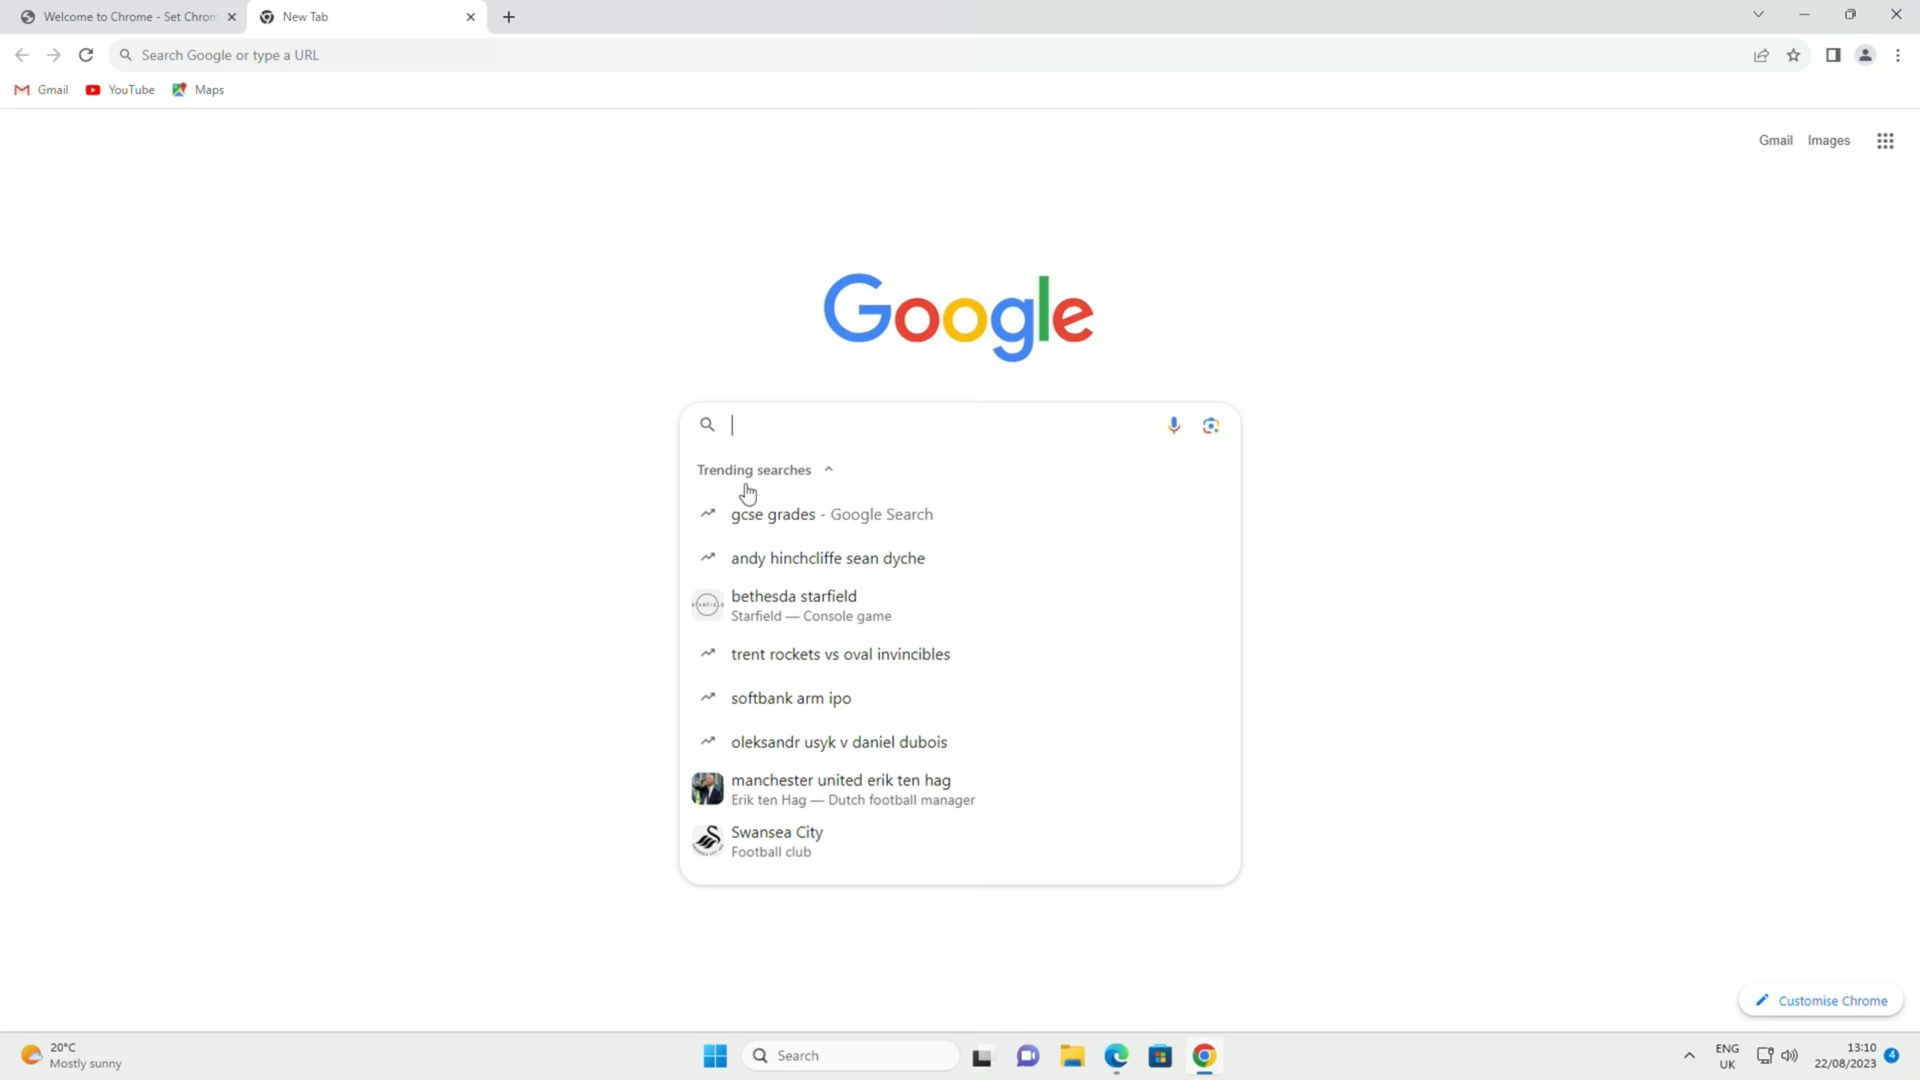 Welcome to Chrome - Set Chrom
New Tab
Search Google or type a URL
Gmail
YouTube
Maps
Gmail
Images
Google
Trending searches
gcse grades - Google Search
andy hinchcliffe sean dyche
bethesda starfield
Starfield — Console game
trent rockets vs oval invincibles
softbank arm ipo
oleksandr usyk v daniel dubois
manchester united erik ten hag
Erik ten Hag — Dutch football manager
Swansea City
Football club
Customise Chrome
20°C
Mostly sunny
Search
ENG
UK
13:10
22/08/2023
4